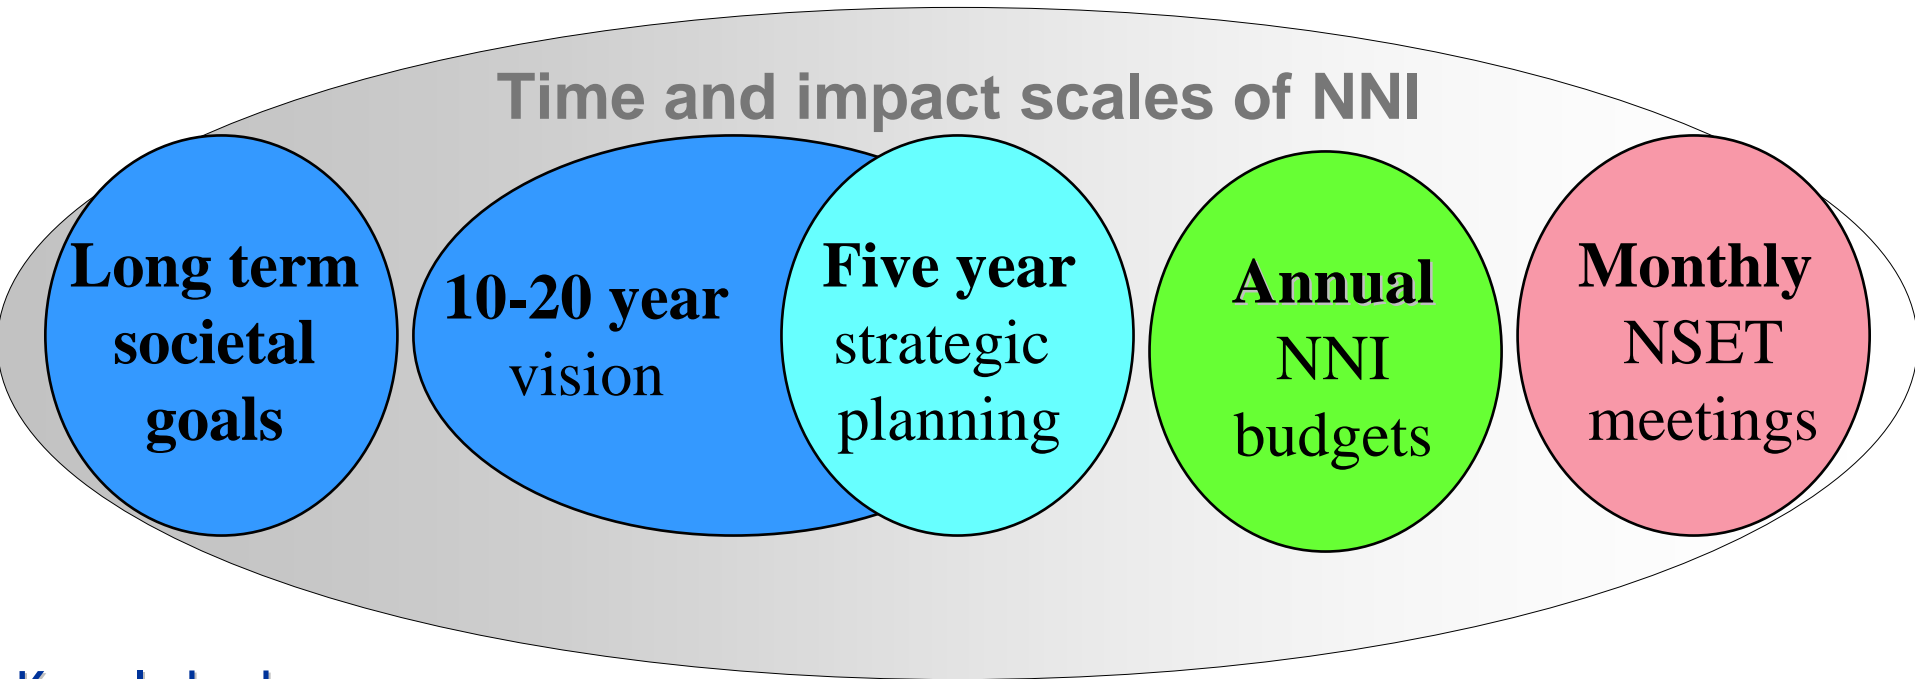 Time and impact scales of NNI
Long term
societal
goals
10-20 year
vision
Five year
strategic
planning
Annual
NNI
budgets
Monthly
NSET
meetings